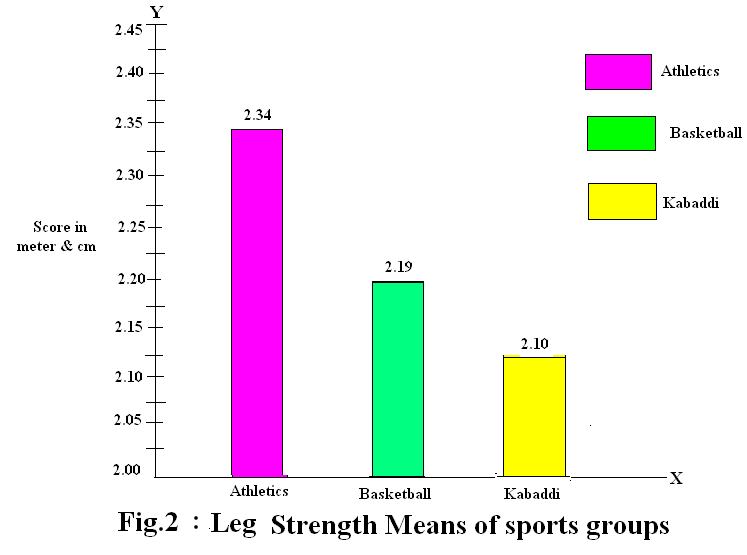 Y
2.45
2.40
2.35
2.30
2.25
2.20
2.15
2.10
2.05
2.00
Score in
meter & cm
2.34
2.19
2.10
Athletics
Basketball
Kabaddi
X
Athletics
Basketball
Kabaddi
Fig.2 : Leg Strength Means of sports groups